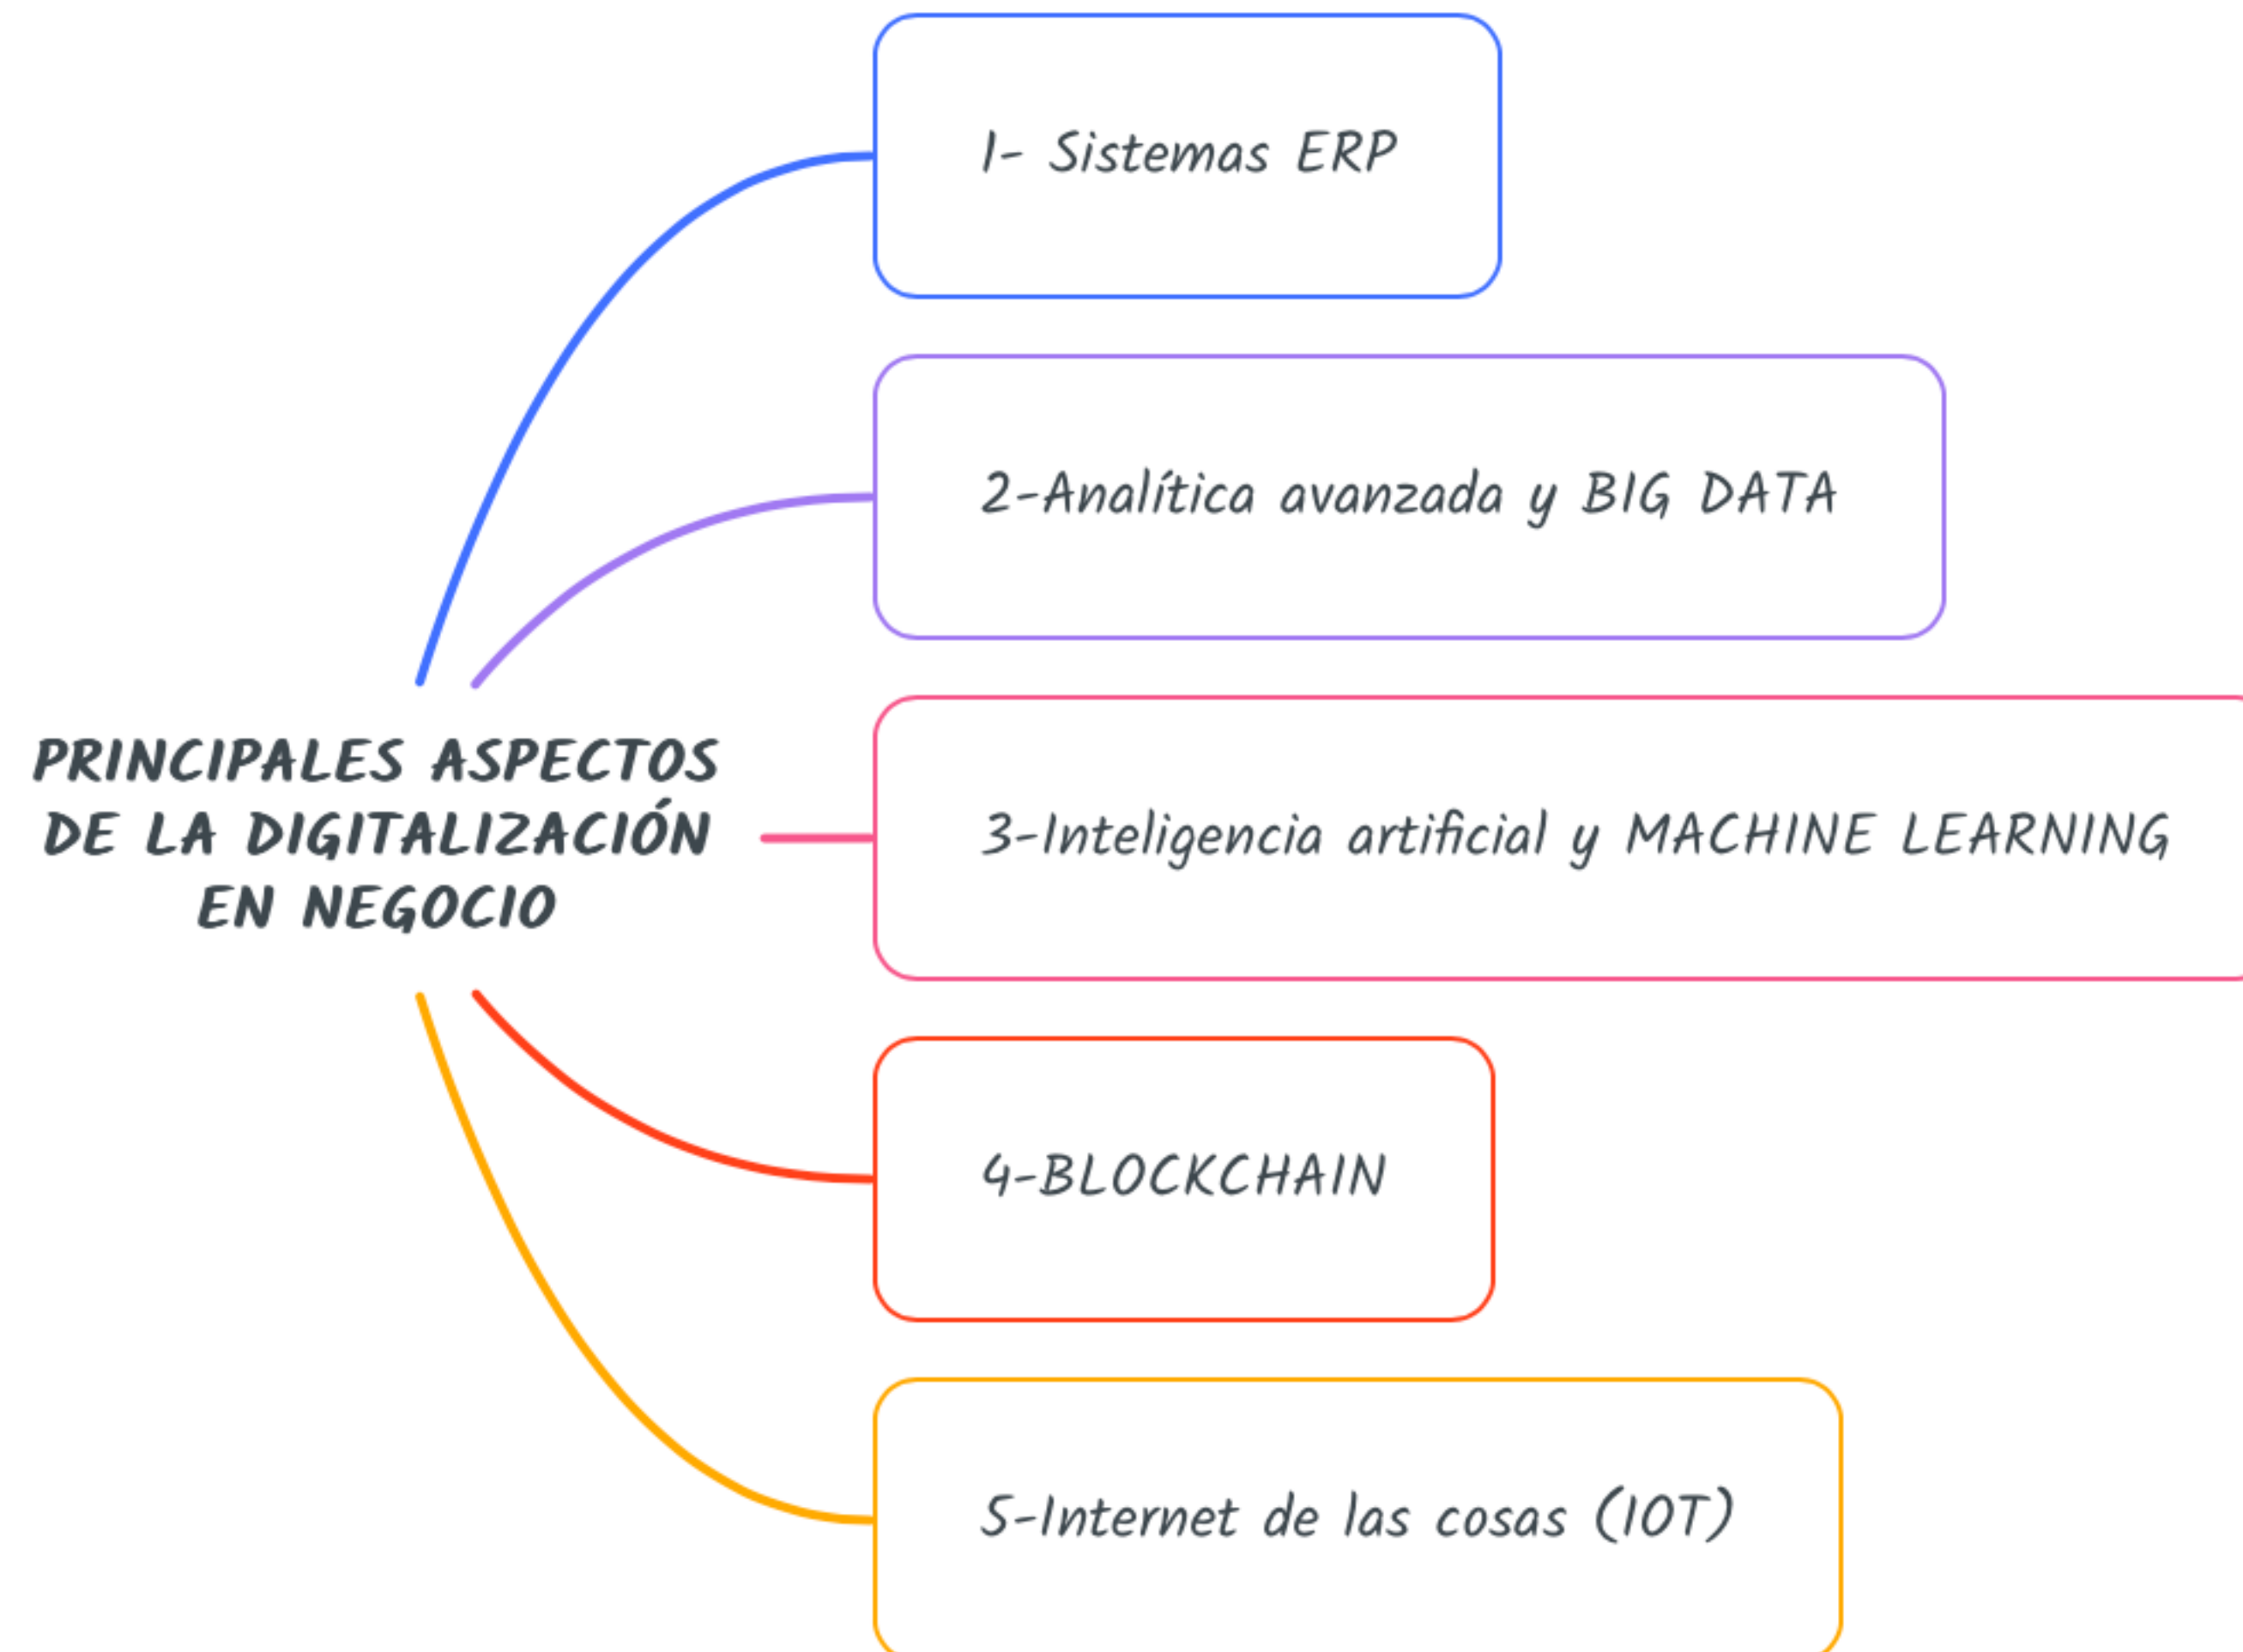 1- Sistemas ERP
2-Analítica avanzada y BIG DATA
PRINCIPALES ASPECTOS
DE LA DIGITALIZACIÓN
EN NEGOCIO
3-Inteligencia artificial y MACHINE LEARNING
4-BLOCKCHAIN
5-Internet de las cosas (IOT)